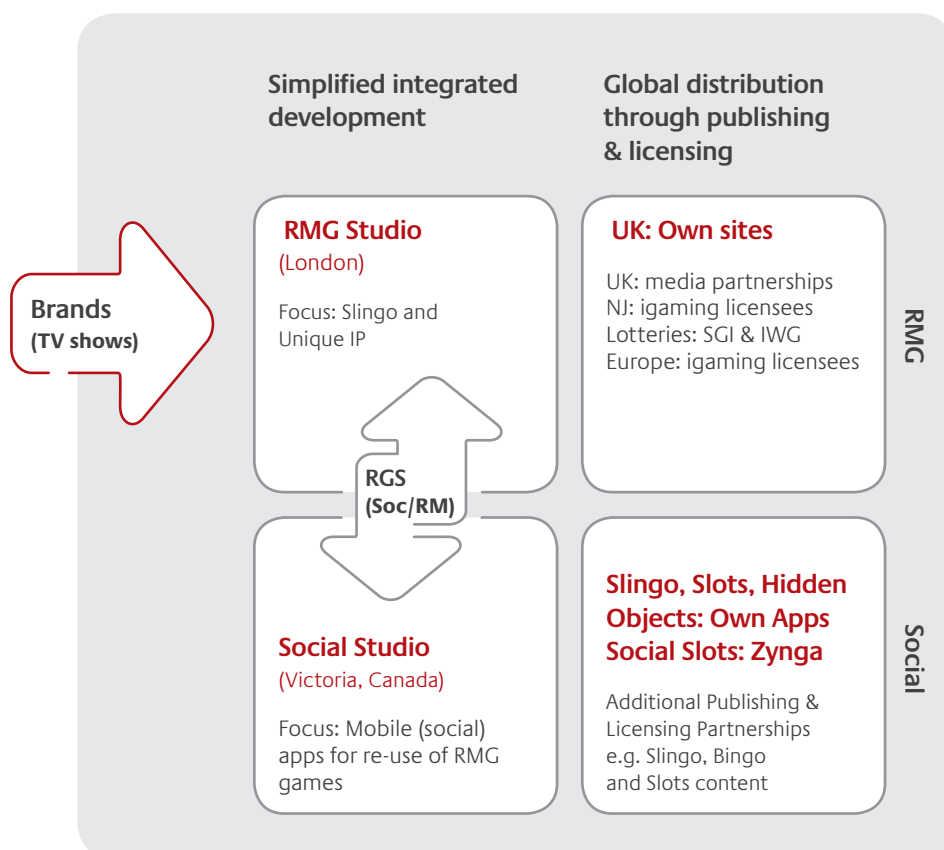 Simplified integrated
development
Global distribution
through publishing
& licensing
Brands
(TV shows)
RMG Studio
(London)
Focus: Slingo and
Unique IP
UK: Own sites
UK: media partnerships
NJ: igaming licensees
Lotteries: SGI & IWG
Europe: igaming licensees
RMG
RGS
(Soc/RM)
Social Studio
(Victoria, Canada)
Focus: Mobile (social)
apps for re-use of RMG
games
Slingo, Slots, Hidden
Objects: Own Apps
Social Slots: Zynga
Additional Publishing &
Licensing Partnerships
e.g. Slingo, Bingo
and Slots content
Social